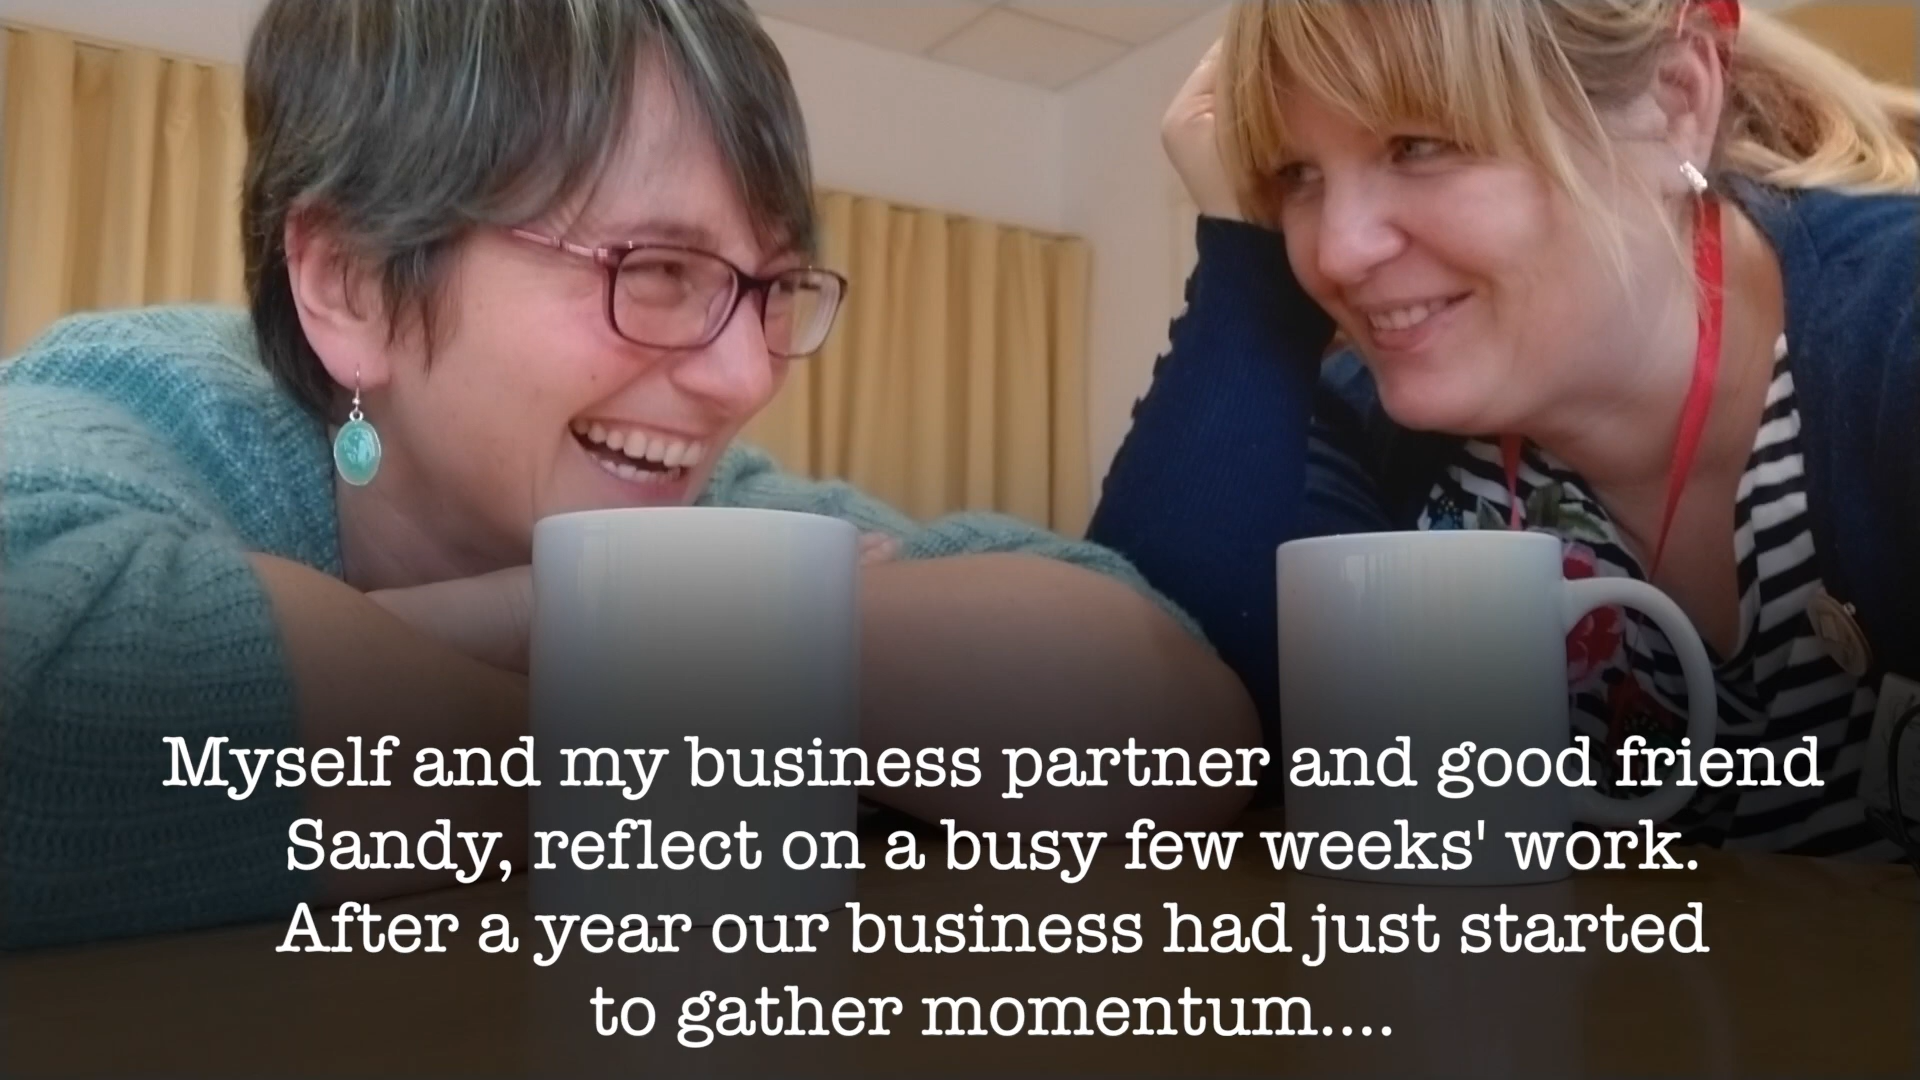 Myself and my business partner and good friend
Sandy, reflect on a busy few weeks' work.
After a year our business had just started
to gather momentum....